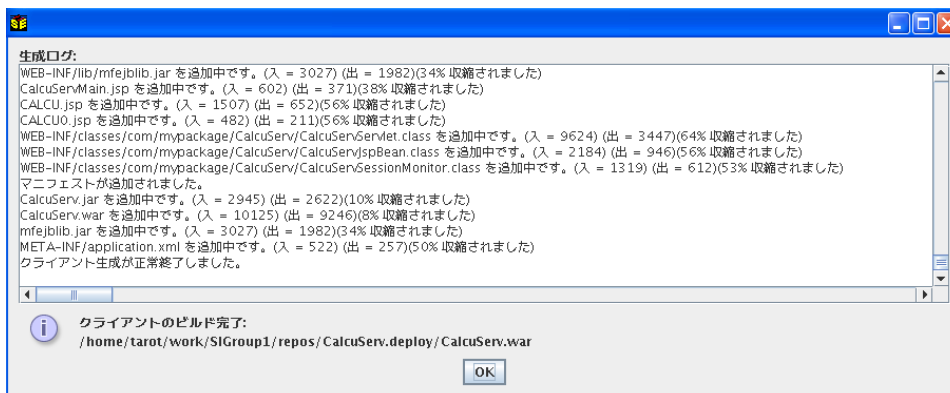 SE
生成ログ:
WEB-INF/lib/mfejblib.jar を追加中です。(入 = 3027) (出 = 1982)(34% 収縮されました)
CalcuServMain.jsp を追加中です。(入 = 602) (出 = 371)(38% 収縮されました)
CALCU.jsp を追加中です。(入 = 1507) (出 = 652)(56% 収縮されました)
CALCU0.jsp を追加中です。(入 = 482) (出 = 211)(56% 収縮されました)
WEB-INF/classes/com/mypackage/CalcuServ/CalcuServServlet.class を追加中です。(入 = 9624) (出 = 3447)(64% 収縮されました)
WEB-INF/classes/com/mypackage/CalcuServ/CalcuServJspBean.class を追加中です。(入 = 2184) (出 = 946)(56% 収縮されました)
WEB-INF/classes/com/mypackage/CalcuServ/CalcuServSessionMonitor.class を追加中です。(入 = 1319) (出 = 612)(53% 収縮されました)
マニフェストが追加されました。
CalcuServ.jar を追加中です。(入 = 2945) (出 = 2622)(10% 収縮されました)
CalcuServ.war を追加中です。(入 = 10125) (出 = 9246)(8% 収縮されました)
mfejblib.jar を追加中です。(入 = 3027) (出 = 1982)(34% 収縮されました)
META-INF/application.xml を追加中です。(入 = 522) (出 = 257)(50% 収縮されました)
クライアント生成が正常終了しました。
クライアントのビルド完了:
/home/tarot/work/SIGroup1/repos/CalcuServ.deploy/CalcuServ.war
OK